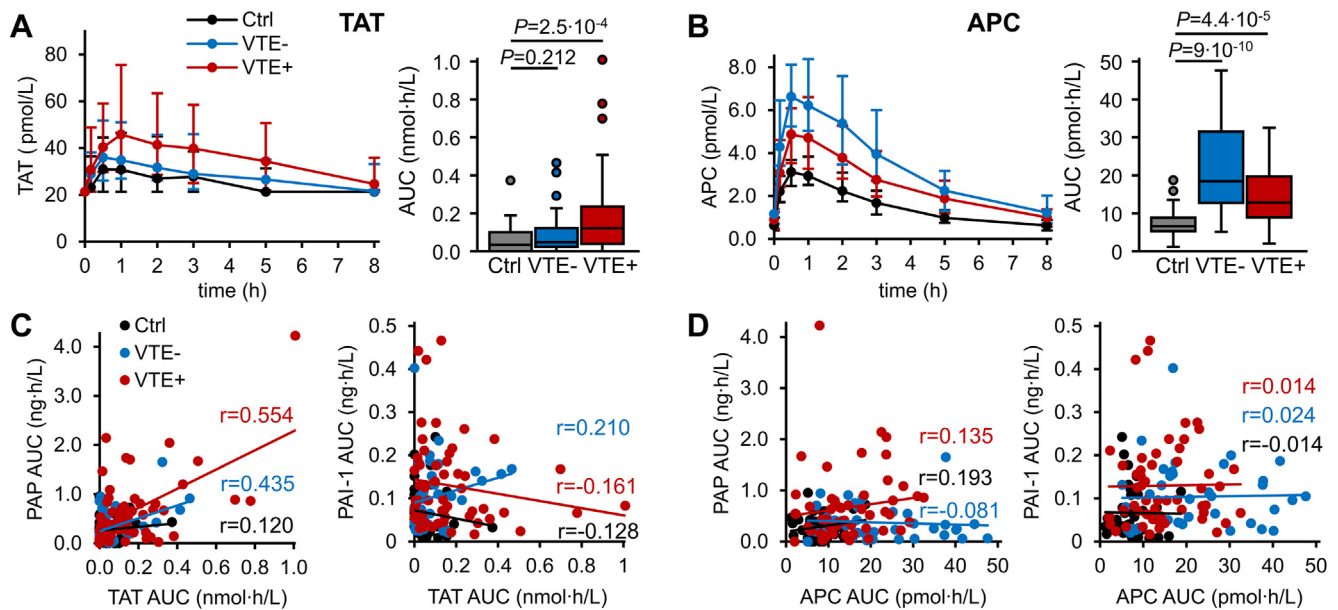 A
Ctrl
VTE-
VTE+
TAT
TAT (pmol/L)
80
60
40
20
0
0 1 2 3 4 5 6 7 8
time (h)
P=2.5·10-4
P=0.212
AUC (nmol·h/L)
1.0
0.8
0.6
0.4
0.2
0.0
Ctrl VTE- VTE+
B
APC
APC (pmol/L)
8.0
6.0
4.0
2.0
0.0
0 1 2 3 4 5 6 7 8
time (h)
P=4.4·10-5
P=9·10-10
AUC (pmol·h/L)
50
40
30
20
10
0
Ctrl VTE- VTE+
C
Ctrl
VTE-
VTE+
PAP AUC (ng·h/L)
4.0
3.0
2.0
1.0
0.0
r=0.554
r=0.435
r=0.120
0.0 0.2 0.4 0.6 0.8 1.0
TAT AUC (nmol·h/L)
PAI-1 AUC (ng·h/L)
0.5
0.4
0.3
0.2
0.1
0
r=0.210
r=-0.161
r=-0.128
0 0.2 0.4 0.6 0.8 1
TAT AUC (nmol·h/L)
D
PAP AUC (ng·h/L)
4.0
3.0
2.0
1.0
0.0
r=0.135
r=0.193
r=-0.081
0 10 20 30 40 50
APC AUC (pmol·h/L)
PAI-1 AUC (ng·h/L)
0.5
0.4
0.3
0.2
0.1
0
r=0.014
r=0.024
r=-0.014
0 10 20 30 40 50
APC AUC (pmol·h/L)